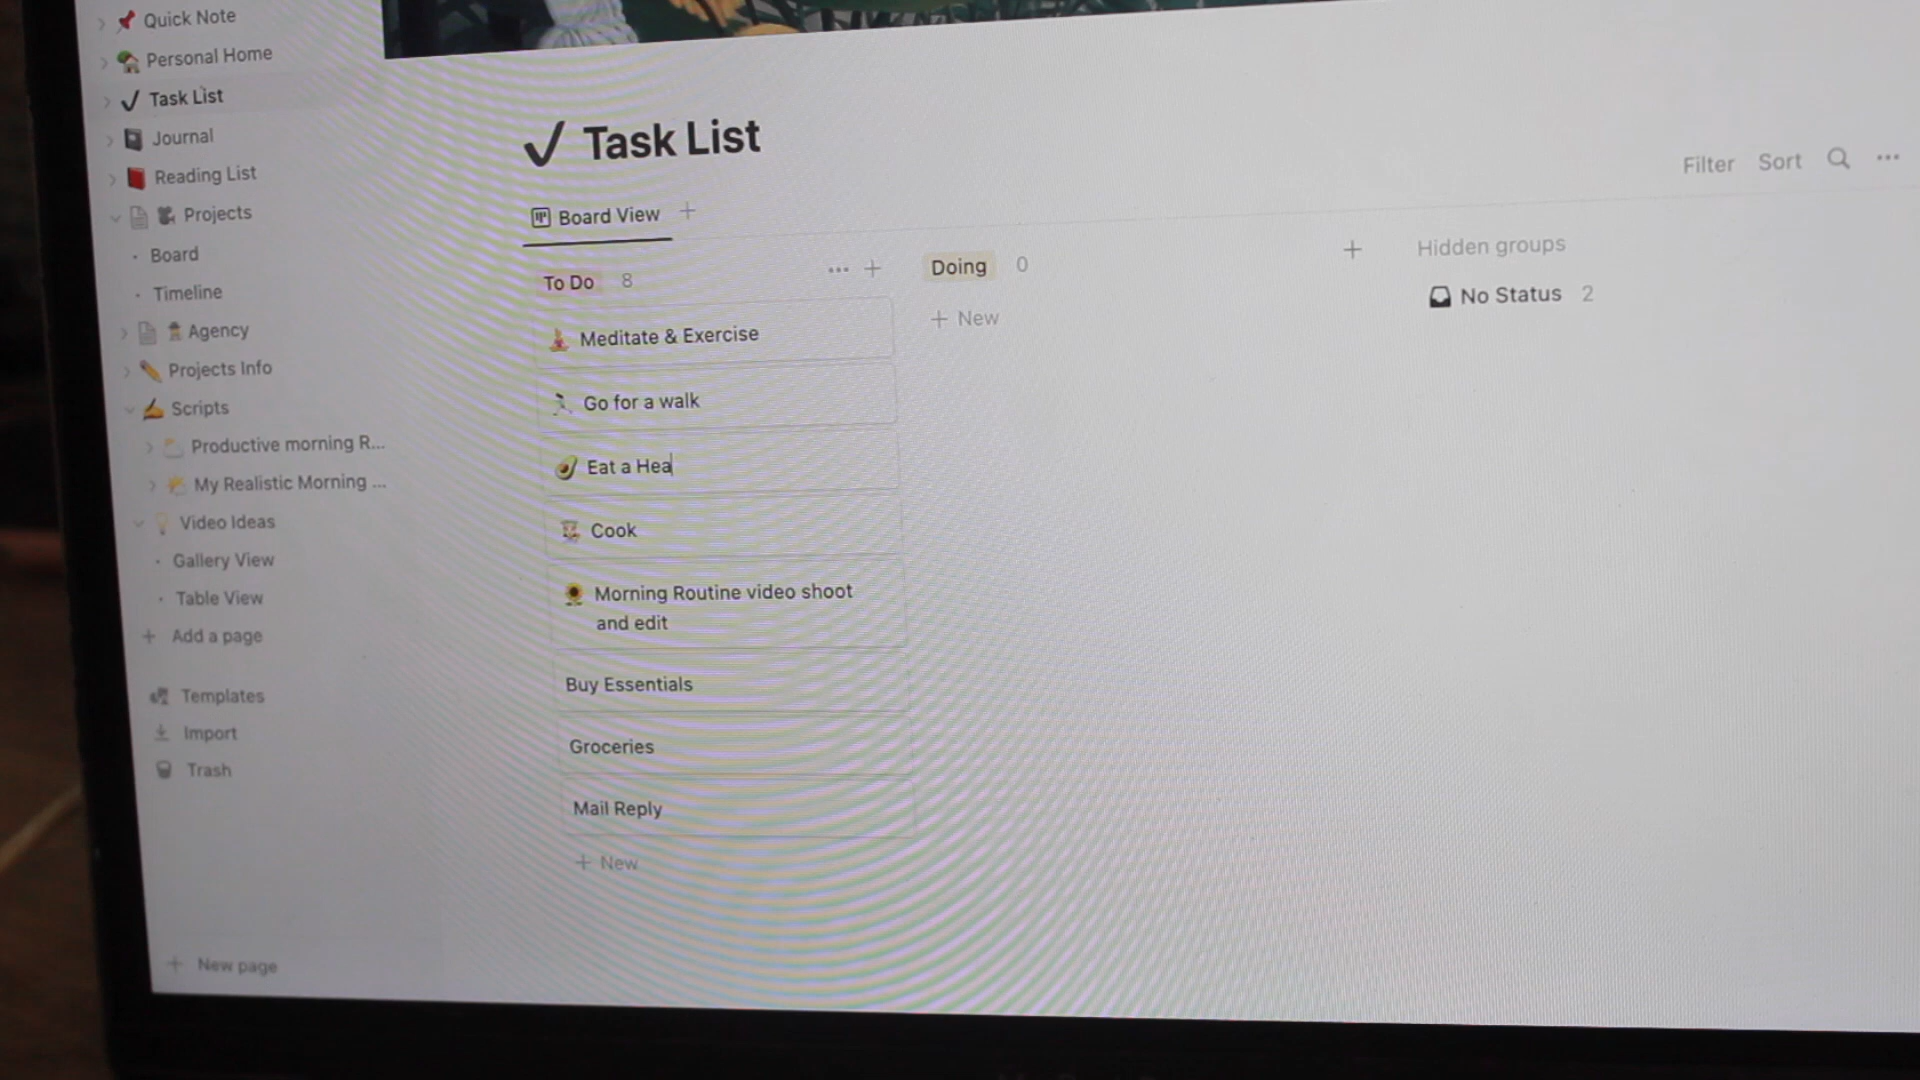 Quick Note
Personal Home
Task List
Journal
Reading List
Projects
Board
Timeline
Agency
Projects Info
Scripts
Productive morning R...
My Realistic Morning ...
Video Ideas
Gallery View
Table View
+ Add a page
Templates
Import
Trash
+ New page
Task List
Filter Sort ...
Board View +
To Do 8 ... +
Meditate & Exercise
Go for a walk
Eat a Hea
Cook
Morning Routine video shoot
and edit
Buy Essentials
Groceries
Mail Reply
+ New
Doing 0
+ New
+
Hidden groups
No Status 2